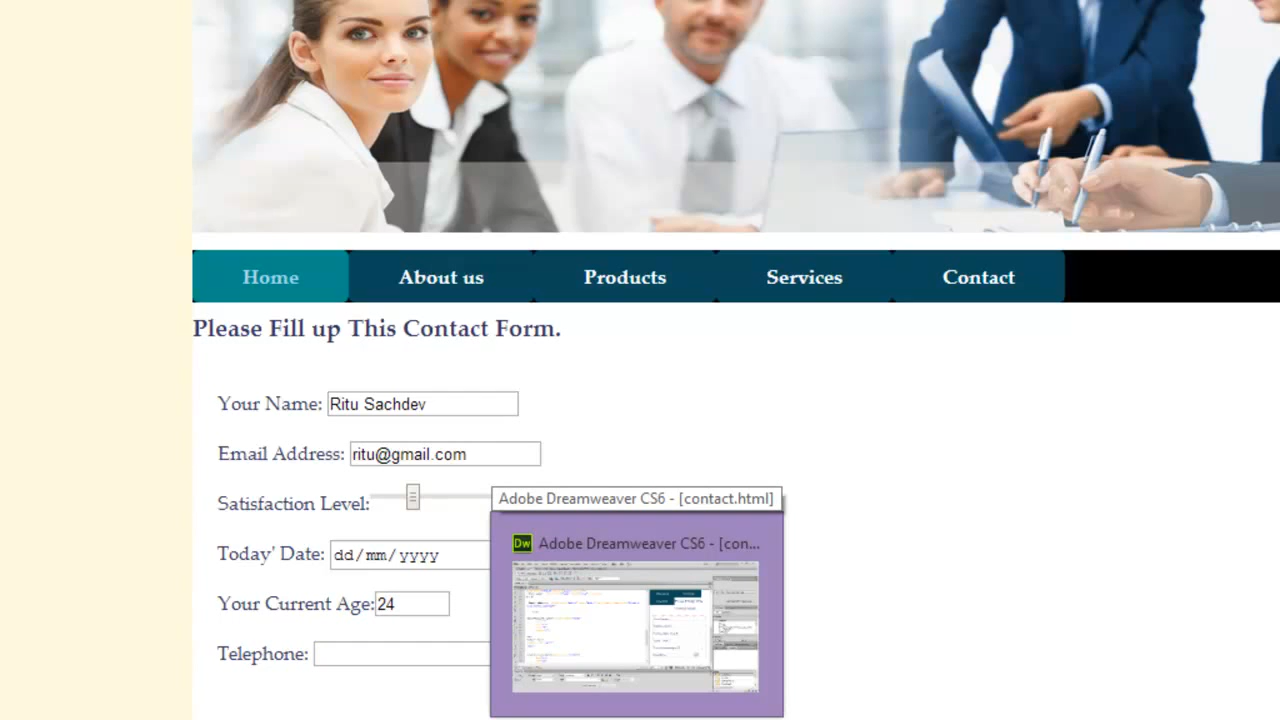 Home About us Products Services Contact
Please Fill up This Contact Form.
Your Name: Ritu Sachdev
Email Address: ritu@gmail.com
Satisfaction Level:
Adobe Dreamweaver CS6 - [contact.html]
Dw Adobe Dreamweaver CS6 - [con...
Today' Date: dd/mm/yyyy
Your Current Age: 24
Telephone: